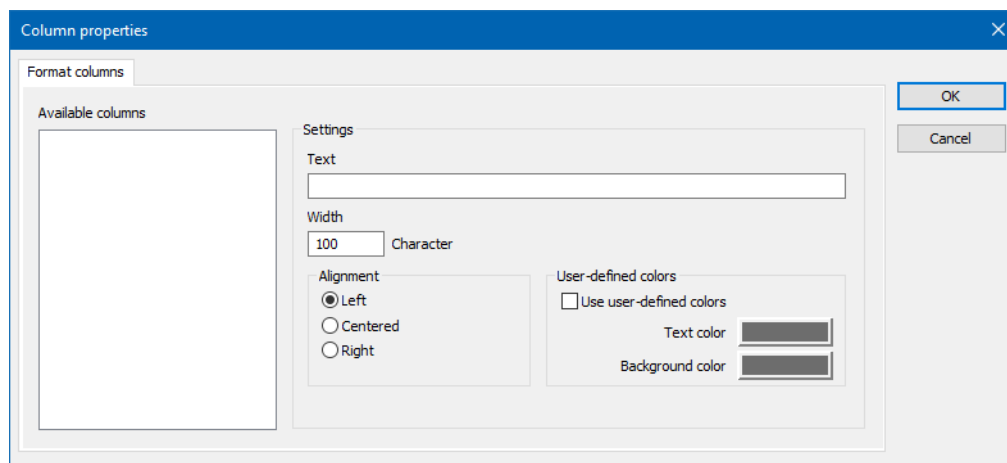 Column properties
Format columns
OK
Cancel
Available columns
Settings
Text
Width
100 Character
Alignment
Left
Centered
Right
User-defined colors
Use user-defined colors
Text color
Background color